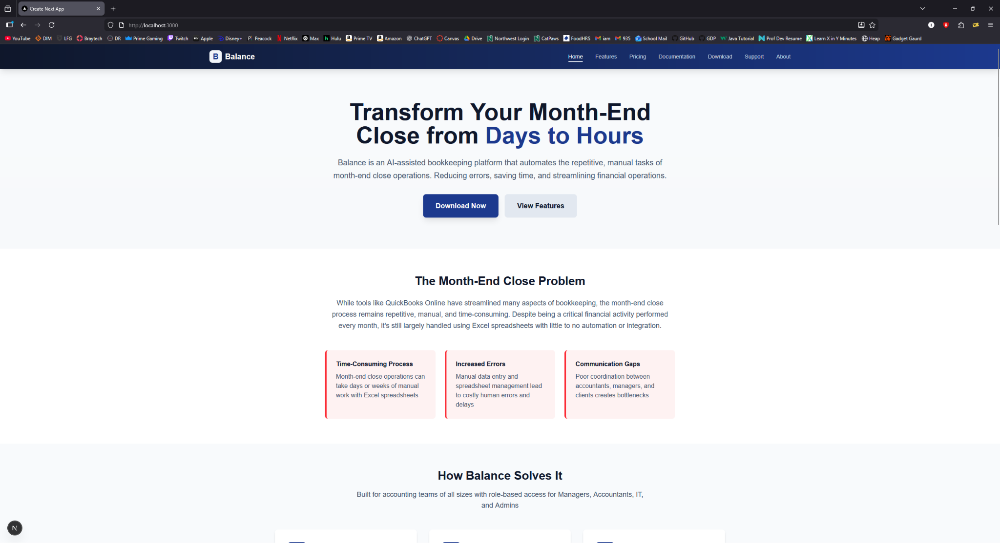 Create Next App
http://localhost:3000
YouTube DIM LFG Braytech DR Prime Gaming Twitch Apple Disney+ Peacock Netflix Max Hulu Prime TV Amazon ChatGPT Canvas Drive Northwest Login CatPaws FoodHRS iam 935 School Mail GitHub GDP Java Tutorial Prof Dev Resume Learn X in Y Minutes Heap Gadget Gaurd
B Balance Home Features Pricing Documentation Download Support About
Transform Your Month-End
Close from Days to Hours
Balance is an AI-assisted bookkeeping platform that automates the repetitive, manual tasks of
month-end close operations. Reducing errors, saving time, and streamlining financial operations.
Download Now View Features
The Month-End Close Problem
While tools like QuickBooks Online have streamlined many aspects of bookkeeping, the month-end close
process remains repetitive, manual, and time-consuming. Despite being a critical financial activity performed
every month, it's still largely handled using Excel spreadsheets with little to no automation or integration.
Time-Consuming Process
Month-end close operations can
take days or weeks of manual
work with Excel spreadsheets
Increased Errors
Manual data entry and
spreadsheet management lead
to costly human errors and
delays
Communication Gaps
Poor coordination between
accountants, managers, and
clients creates bottlenecks
How Balance Solves It
Built for accounting teams of all sizes with role-based access for Managers, Accountants, IT,
and Admins
N